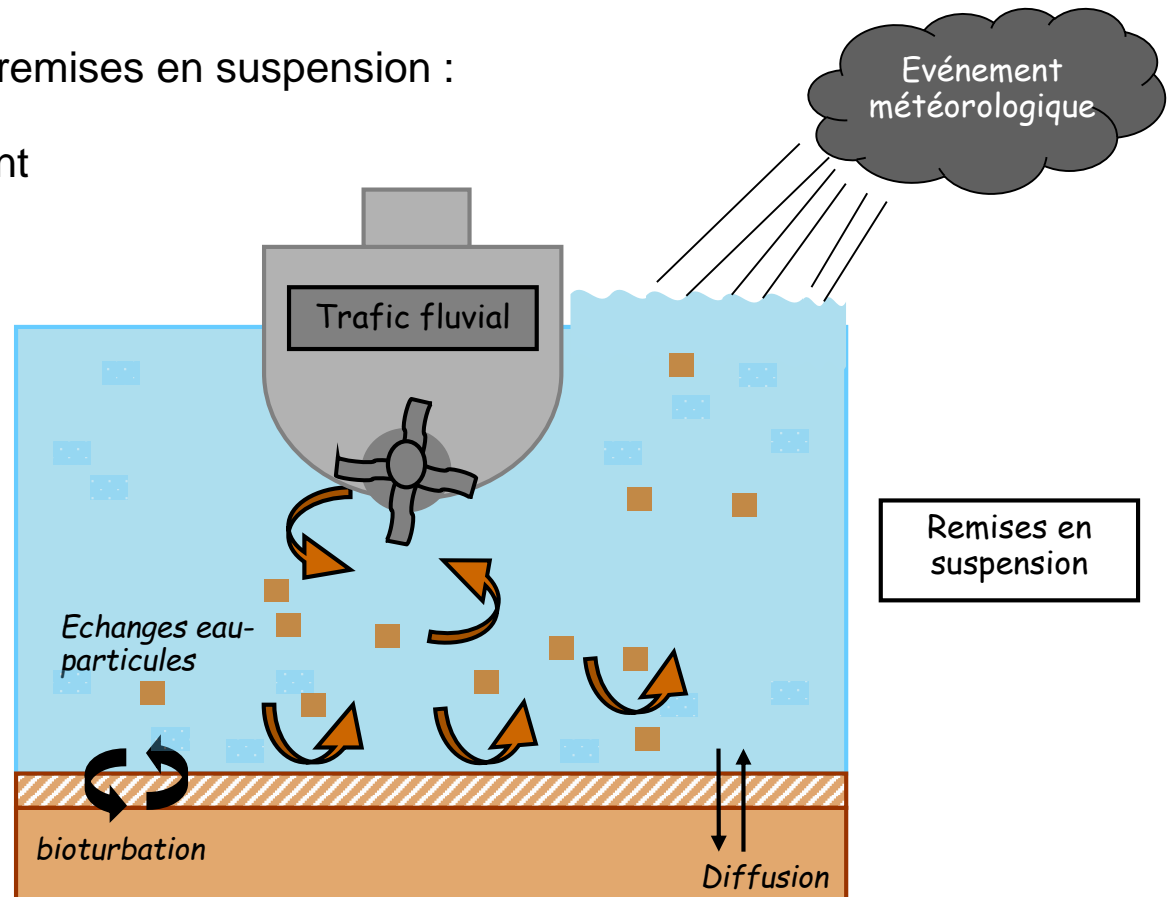 remises en suspension :
nt
Evénement
météorologique
Trafic fluvial
Remises en
suspension
Echanges eau-
particules
bioturbation
Diffusion